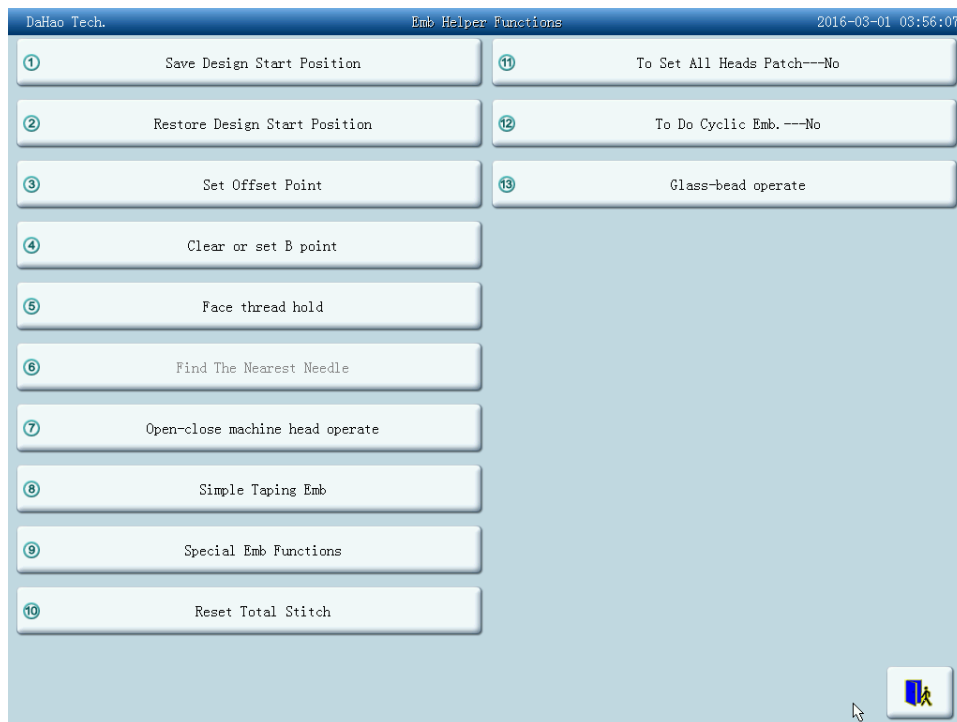 DaHao Tech. Emb Helper Functions 2016-03-01 03:56:07
① Save Design Start Position
② Restore Design Start Position
③ Set Offset Point
④ Clear or set B point
⑤ Face thread hold
⑥ Find The Nearest Needle
⑦ Open-close machine head operate
⑧ Simple Taping Emb
⑨ Special Emb Functions
⑩ Reset Total Stitch
⑪ To Set All Heads Patch---No
⑫ To Do Cyclic Emb.---No
⑬ Glass-bead operate